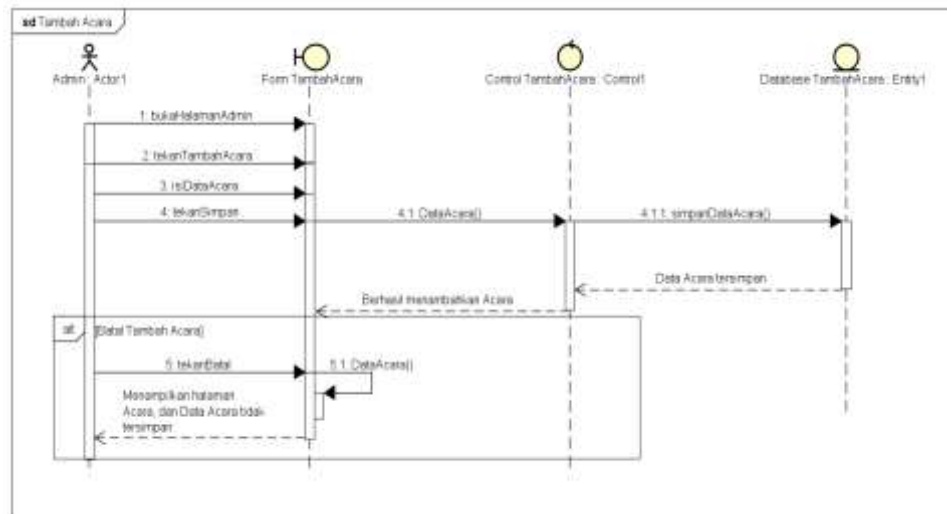 sd Tambah Acara
Admin : Actor1
Form TambahAcara
Control TambahAcara : Control1
Database TambahAcara : Entity1
1: bukaHalamanAdmin
2: tekanTambahAcara
3: isiDataAcara
4: tekanSimpan
4.1: DataAcara()
4.1.1: simpanDataAcara()
Data Acara tersimpan
Berhasil menambahkan Acara
alt
[Batal Tambah Acara]
5: tekanBatal
5.1: DataAcara()
Menampilkan halaman
Acara, dan Data Acara tidak
tersimpan